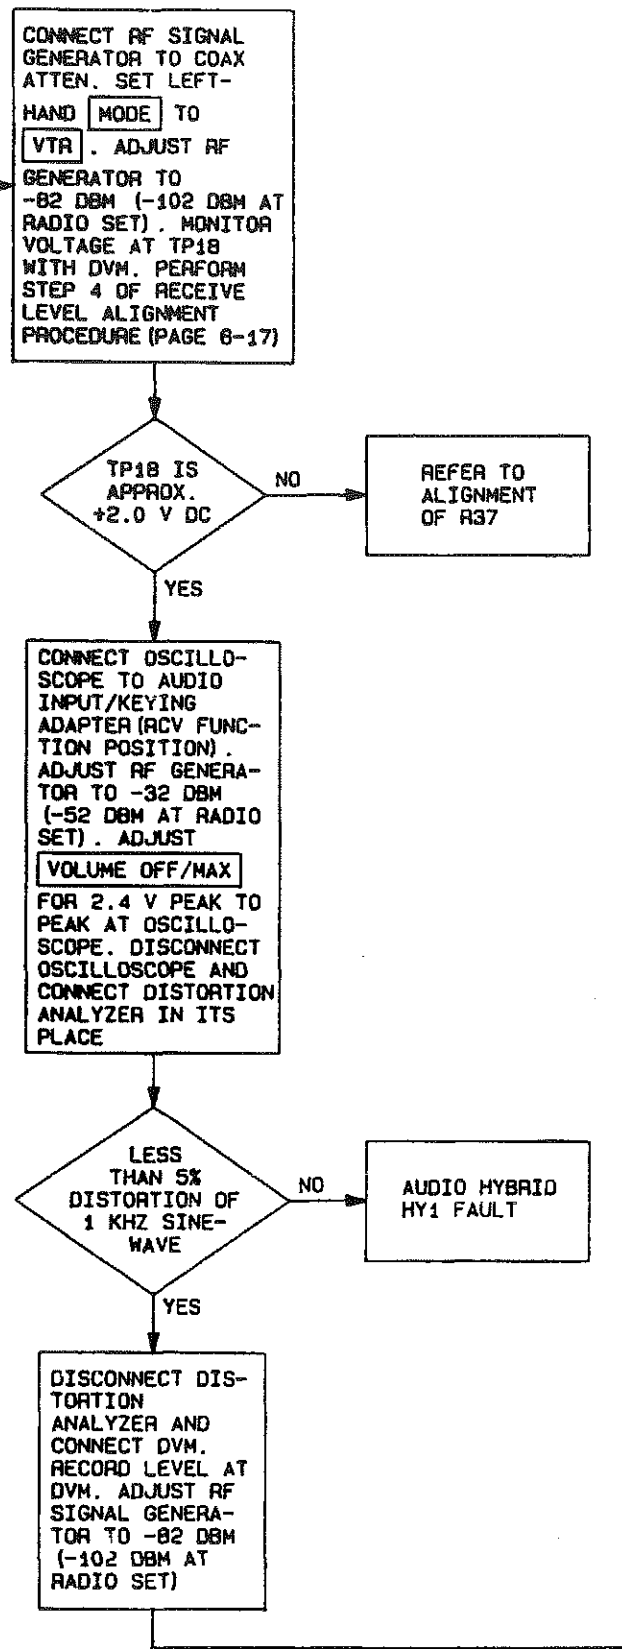 CONNECT RF SIGNAL
GENERATOR TO COAX
ATTEN. SET LEFT-
HAND MODE TO
VTR . ADJUST RF
GENERATOR TO
-82 DBM (-102 DBM AT
RADIO SET) . MONITOR
VOLTAGE AT TP18
WITH DVM. PERFORM
STEP 4 OF RECEIVE
LEVEL ALIGNMENT
PROCEDURE (PAGE 6-17)
TP18 IS
APPROX.
+2.0 V DC
NO
REFER TO
ALIGNMENT
OF R37
YES
CONNECT OSCILLO-
SCOPE TO AUDIO
INPUT/KEYING
ADAPTER (RCV FUNC-
TION POSITION) .
ADJUST RF GENERA-
TOR TO -32 DBM
(-52 DBM AT RADIO
SET) . ADJUST
VOLUME OFF/MAX
FOR 2.4 V PEAK TO
PEAK AT OSCILLO-
SCOPE. DISCONNECT
OSCILLOSCOPE AND
CONNECT DISTORTION
ANALYZER IN ITS
PLACE
LESS
THAN 5%
DISTORTION OF
1 KHZ SINE-
WAVE
NO
AUDIO HYBRID
HY1 FAULT
YES
DISCONNECT DIS-
TORTION
ANALYZER AND
CONNECT DVM.
RECORD LEVEL AT
DVM. ADJUST RF
SIGNAL GENERA-
TOR TO -82 DBM
(-102 DBM AT
RADIO SET)